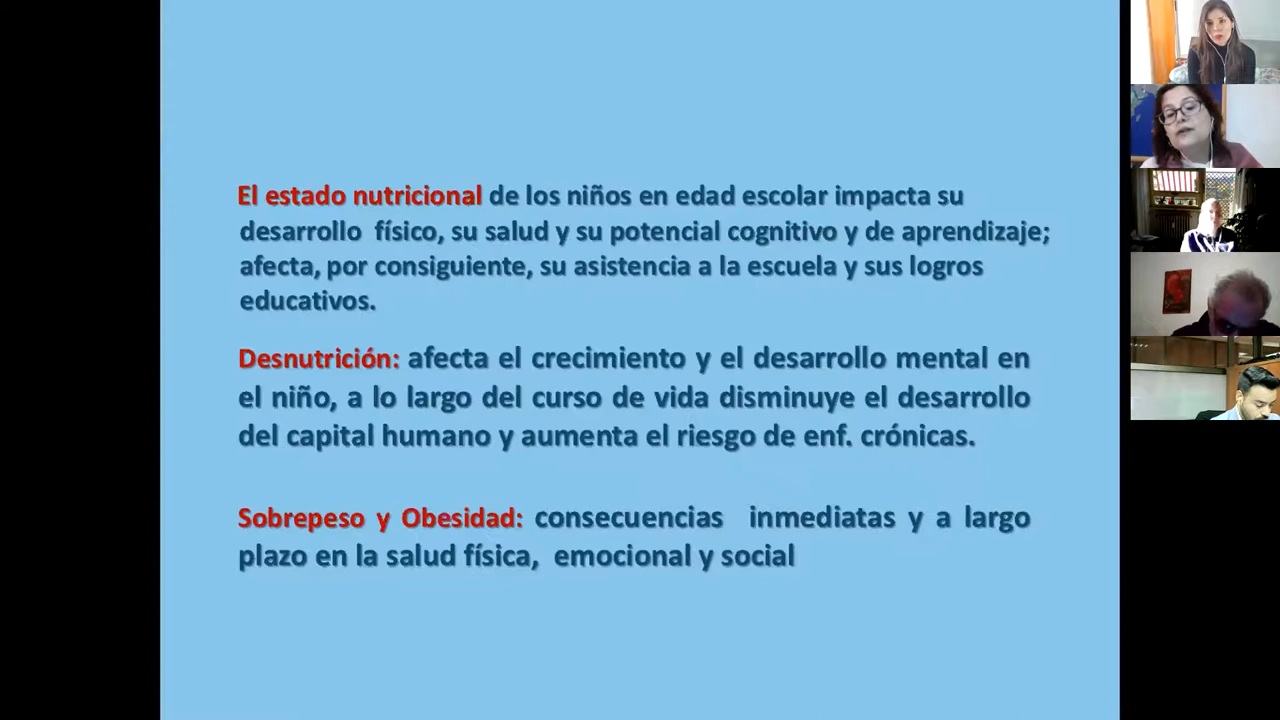 El estado nutricional de los niños en edad escolar impacta su
desarrollo físico, su salud y su potencial cognitivo y de aprendizaje;
afecta, por consiguiente, su asistencia a la escuela y sus logros
educativos.
Desnutrición: afecta el crecimiento y el desarrollo mental en
el niño, a lo largo del curso de vida disminuye el desarrollo
del capital humano y aumenta el riesgo de enf. crónicas.
Sobrepeso y Obesidad: consecuencias inmediatas y a largo
plazo en la salud física, emocional y social